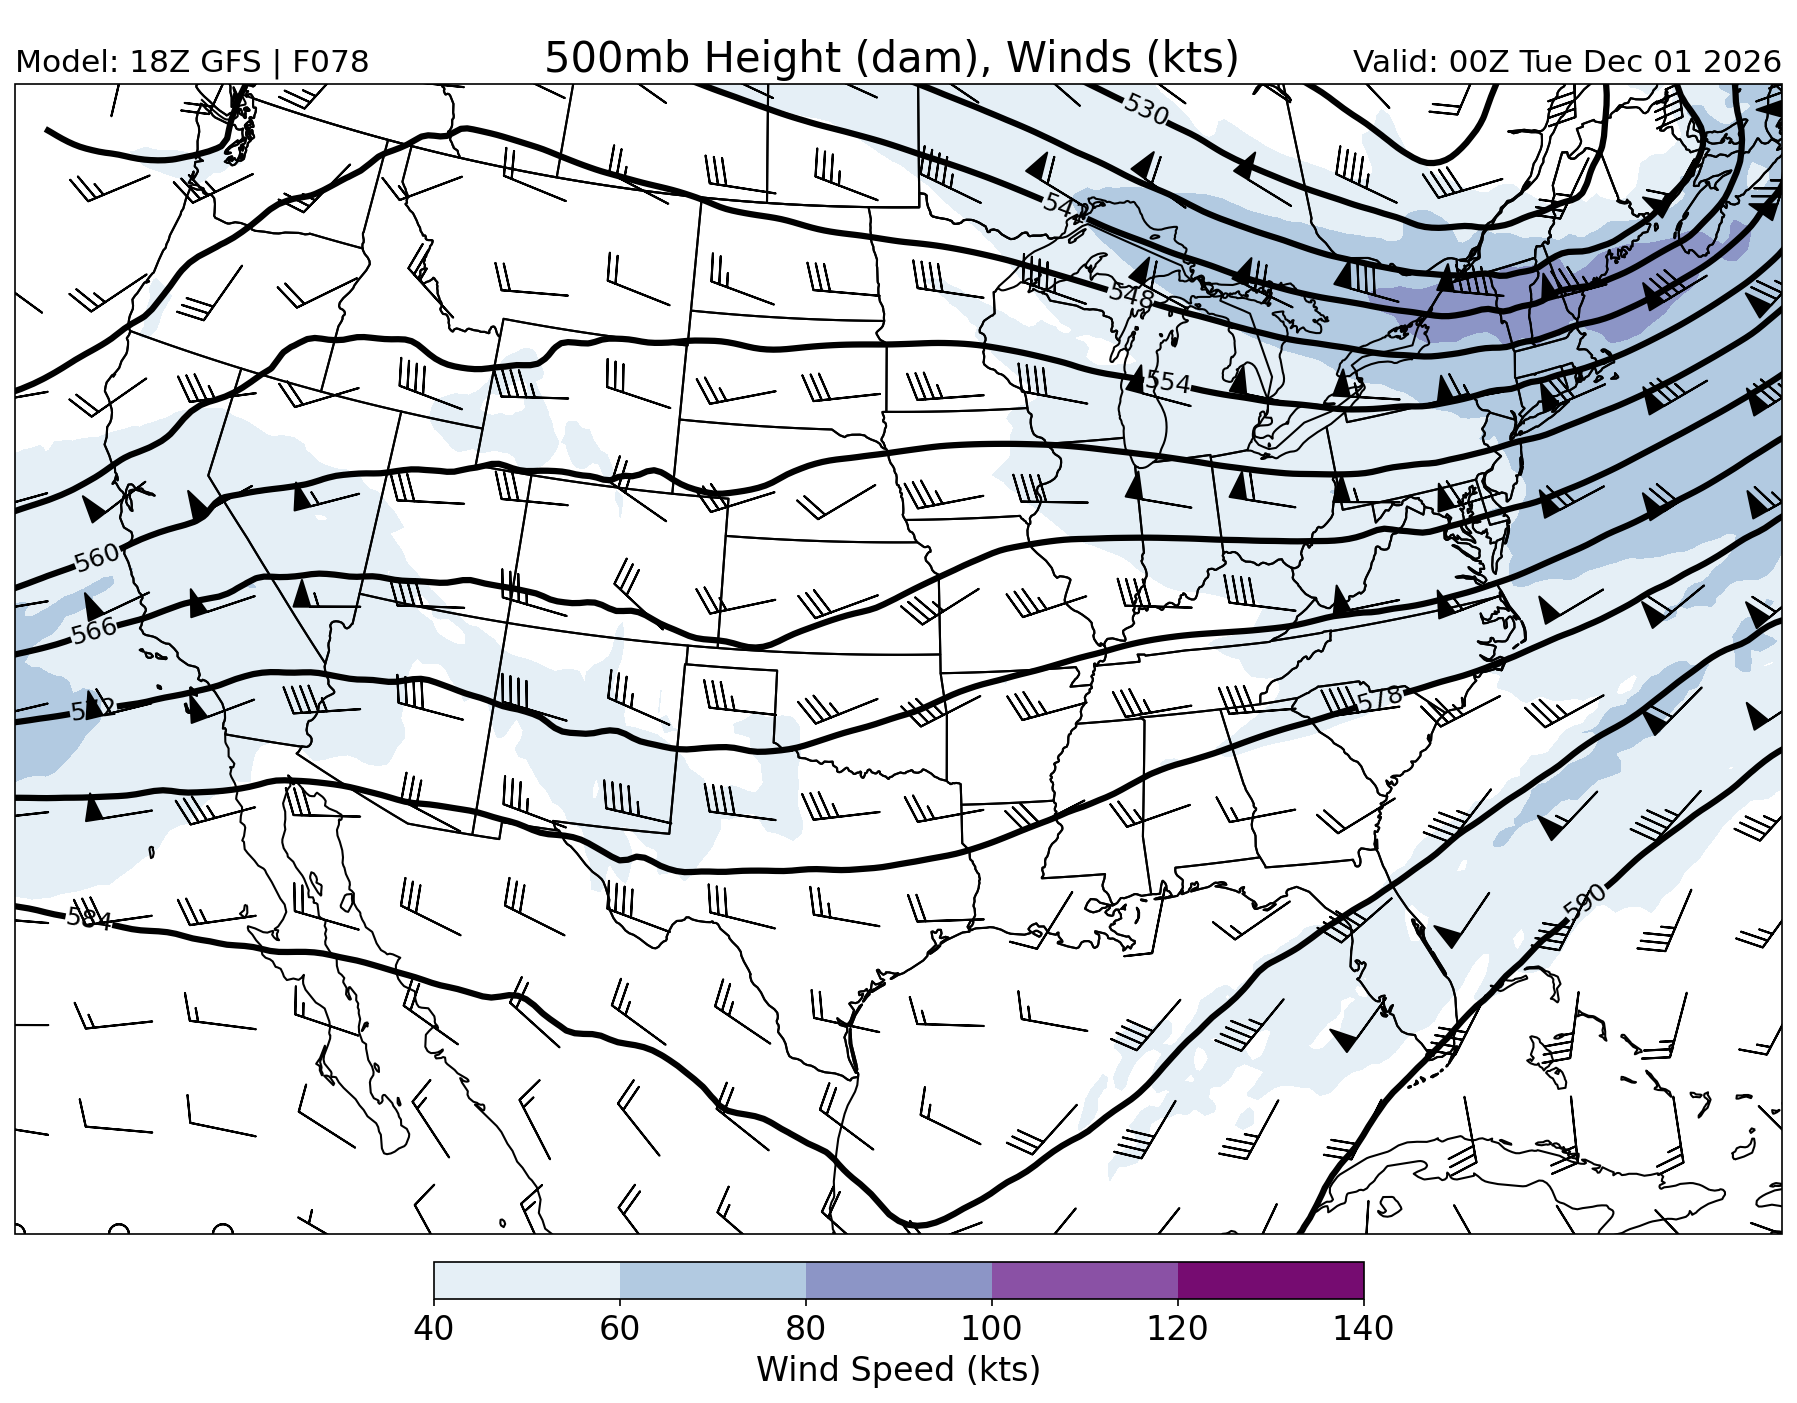 Model: 18Z GFS | F078
500mb Height (dam), Winds (kts)
Valid: 00Z Tue Dec 01 2026
530
548
554
560
566
578
584
590
40 60 80 100 120 140
Wind Speed (kts)